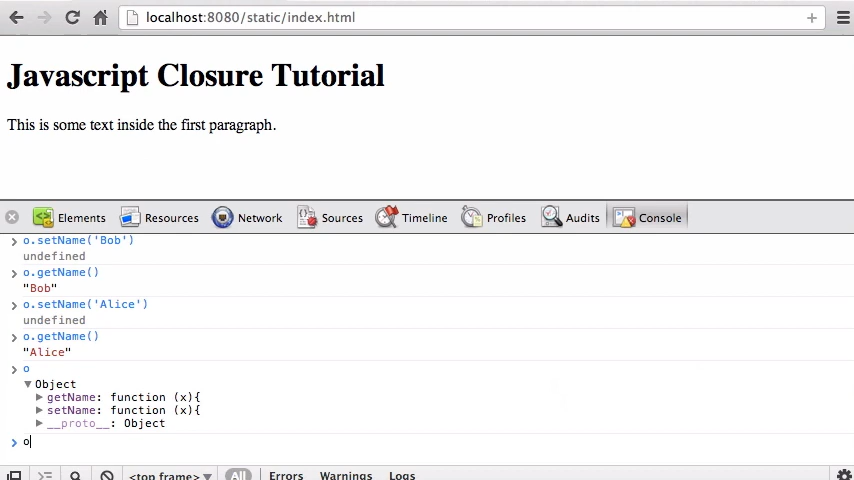 localhost:8080/static/index.html
Javascript Closure Tutorial
This is some text inside the first paragraph.
Elements Resources Network Sources Timeline Profiles Audits Console
o.setName('Bob')
undefined
o.getName()
"Bob"
o.setName('Alice')
undefined
o.getName()
"Alice"
o
Object
getName: function (x){
setName: function (x){
__proto__: Object
o
<top frame> All Errors Warnings Logs